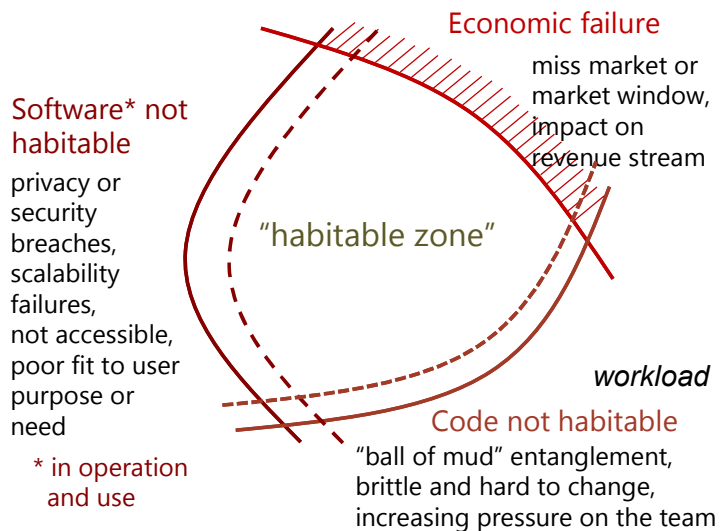 Economic failure
miss market or
market window,
impact on
revenue stream
Software* not
habitable
privacy or
security
breaches,
scalability
failures,
not accessible,
poor fit to user
purpose or
need
* in operation
and use
“habitable zone”
workload
Code not habitable
“ball of mud” entanglement,
brittle and hard to change,
increasing pressure on the team